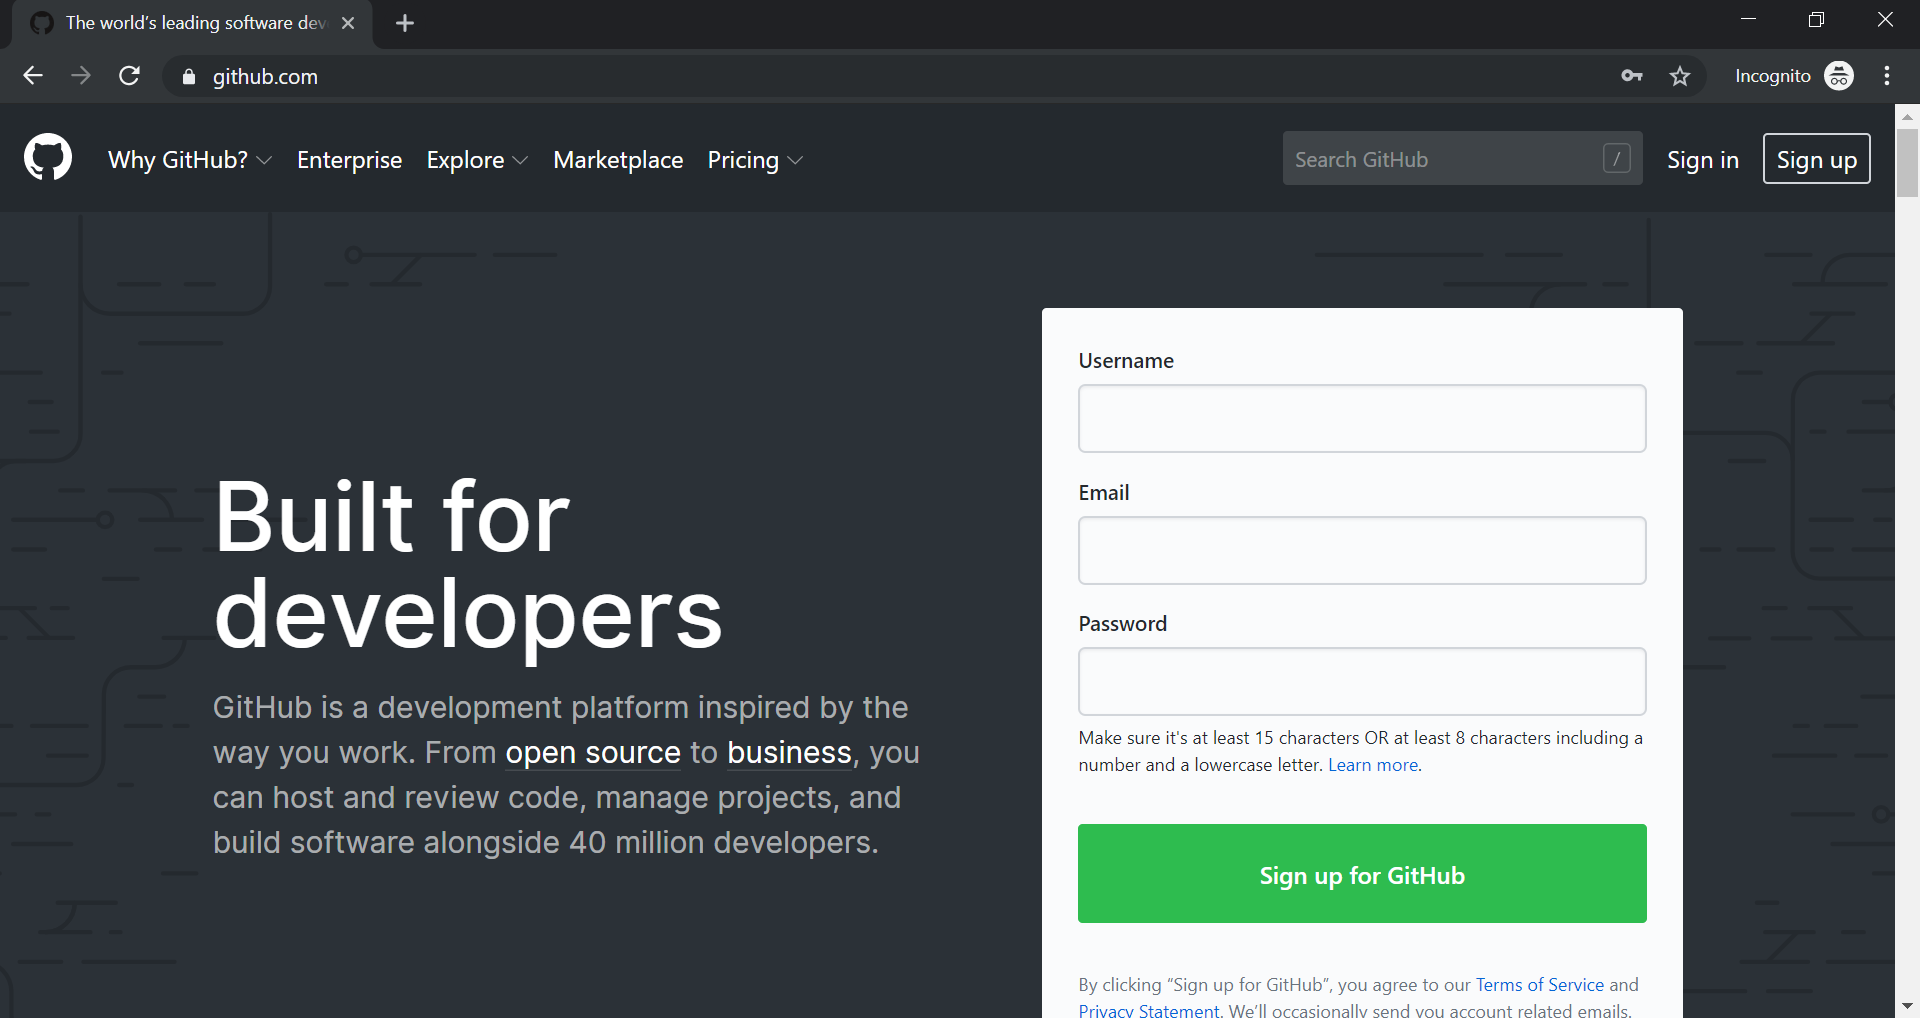 The world's leading software dev
github.com
Incognito
Why GitHub?
Enterprise
Explore
Marketplace
Pricing
Search GitHub
/
Sign in
Sign up
Built for
developers
GitHub is a development platform inspired by the
way you work. From open source to business, you
can host and review code, manage projects, and
build software alongside 40 million developers.
Username
Email
Password
Make sure it's at least 15 characters OR at least 8 characters including a
number and a lowercase letter. Learn more.
Sign up for GitHub
By clicking “Sign up for GitHub”, you agree to our Terms of Service and
Privacy Statement. We’ll occasionally send you account related emails.